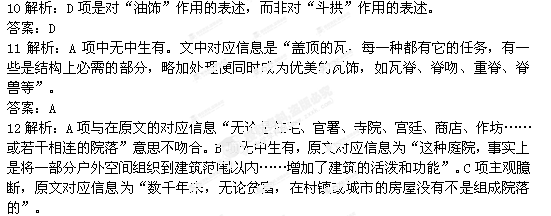 10 解析：D 项是对“油饰”作用的表述，而非对“斗拱”作用的表述。
答案：D
11 解析：A 项中无中生有。文中对应信息是“盖顶的瓦，每一种都有它的任务，有一
些是结构上必需的部分，略加处理便同时成为优美的瓦饰，如瓦脊、脊吻、重脊、脊
兽等”。
答案：A
12 解析：A 项与在原文的对应信息“无论是住宅、官署、寺院、宫廷、商店、作坊……
或若干相连的院落”意思不吻合。B 无中生有，原文对应信息为“这种庭院，事实上
是将一部分户外空间组织到建筑范围以内……增加了建筑的活泼和功能”。C 项主观臆
断，原文对应信息为“数千年来，无论贫富，在村镇或城市的房屋没有不是组成院落
的”。